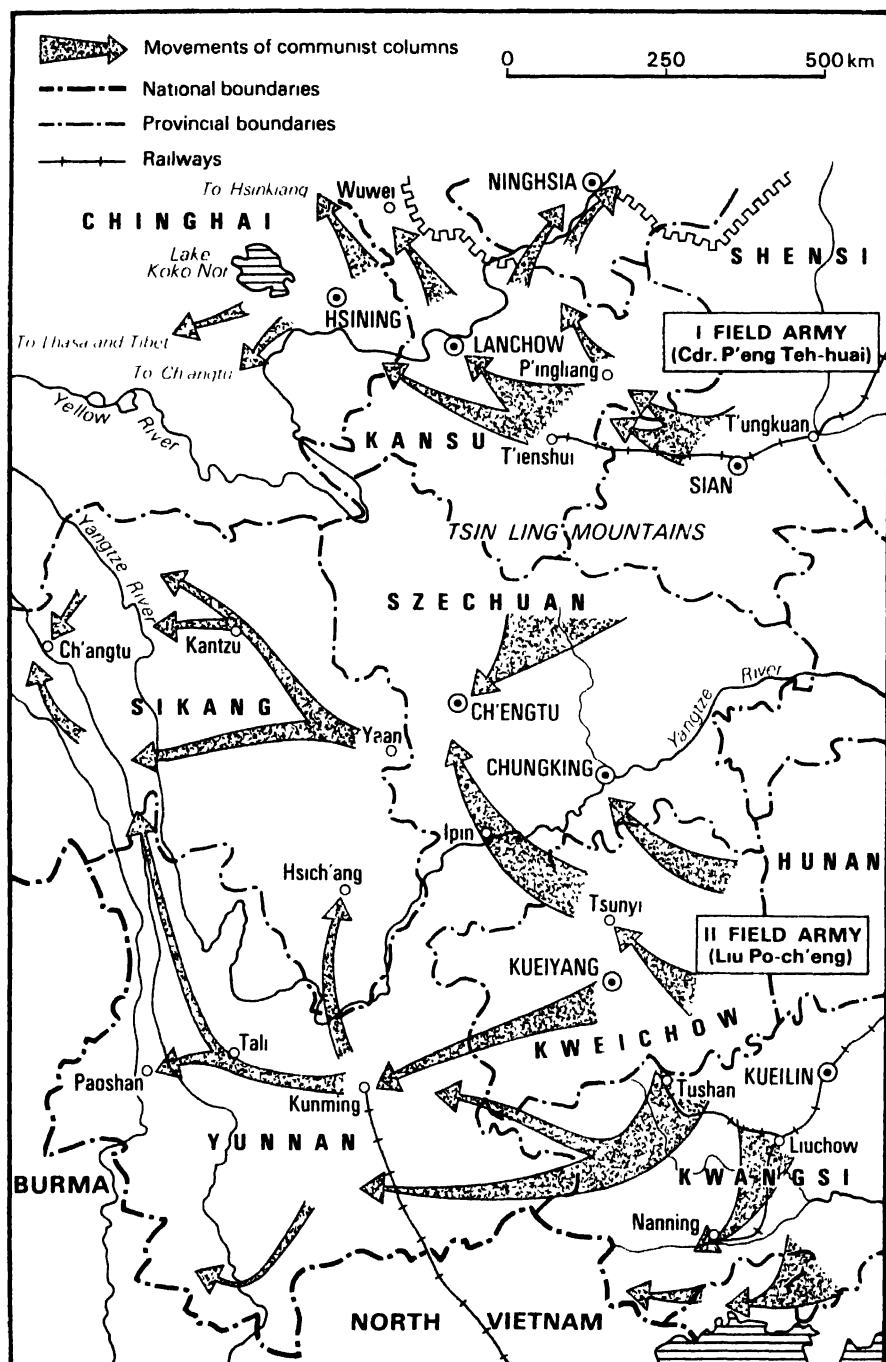 Movements of communist columns
National boundaries
Provincial boundaries
Railways
0 250 500 km
To Hsinkiang
Wuwei
NINGHSIA
CHINGHAI
SHENSI
Lake
Koko Nor
HSINING
LANCHOW
I FIELD ARMY
(Cdr. P'eng Teh-huai)
To Lhasa and Tibet
P'ingliang
To Ch'angtu
Yellow River
KANSU
T'ungkuan
T'ienshui
SIAN
TSIN LING MOUNTAINS
Yangtze River
SZECHUAN
Ch'angtu
Kantzu
SIKANG
CH'ENGTU
Yangtze River
Yaan
CHUNGKING
Ipin
HUNAN
Hsich'ang
Tsunyi
II FIELD ARMY
(Liu Po-ch'eng)
KUEIYANG
KWEICHOW
Tali
KUEILIN
Paoshan
Kunming
Tushan
YUNNAN
Liuchow
BURMA
KWANGSI
Nanning
NORTH VIETNAM